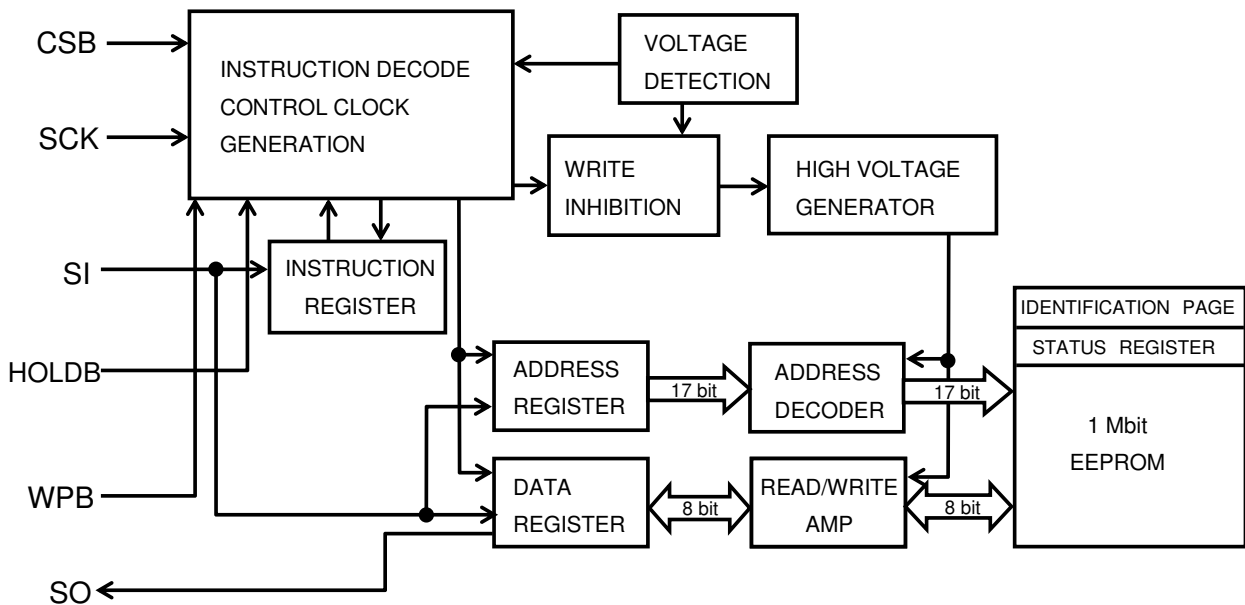 CSB
SCK
SI
HOLDB
WPB
SO
INSTRUCTION DECODE
CONTROL CLOCK
GENERATION
VOLTAGE
DETECTION
WRITE
INHIBITION
HIGH VOLTAGE
GENERATOR
INSTRUCTION
REGISTER
ADDRESS
REGISTER
17 bit
ADDRESS
DECODER
17 bit
DATA
REGISTER
8 bit
READ/WRITE
AMP
8 bit
IDENTIFICATION PAGE
STATUS REGISTER
1 Mbit
EEPROM